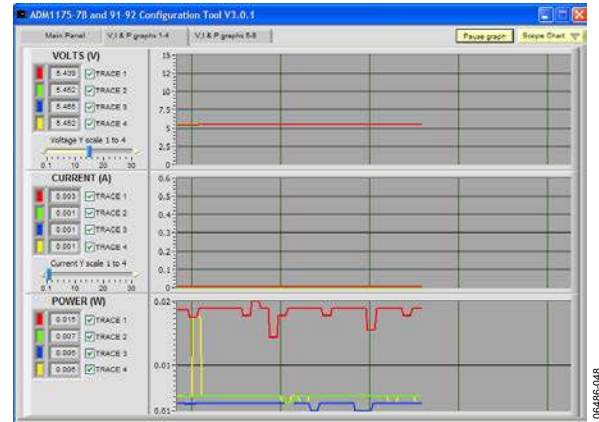 ADM1175-7B and 91-92 Configuration Tool V3.0.1
Main Panel V,I & P graphs 1-4 V,I & P graphs 5-8 Pause graph Scope Chart
VOLTS (V)
5.439 TRACE 1
5.452 TRACE 2
5.465 TRACE 3
5.452 TRACE 4
Voltage Y scale 1 to 4
0.1 10 20 30
15
12
10
7.5
5
2.5
0
CURRENT (A)
0.003 TRACE 1
0.001 TRACE 2
0.001 TRACE 3
0.001 TRACE 4
Current Y scale 1 to 4
0.1 10 20 30
0.6
0.5
0.4
0.3
0.2
0.1
0
POWER (W)
0.015 TRACE 1
0.007 TRACE 2
0.005 TRACE 3
0.005 TRACE 4
0.02
0.01
0.01
06486-048